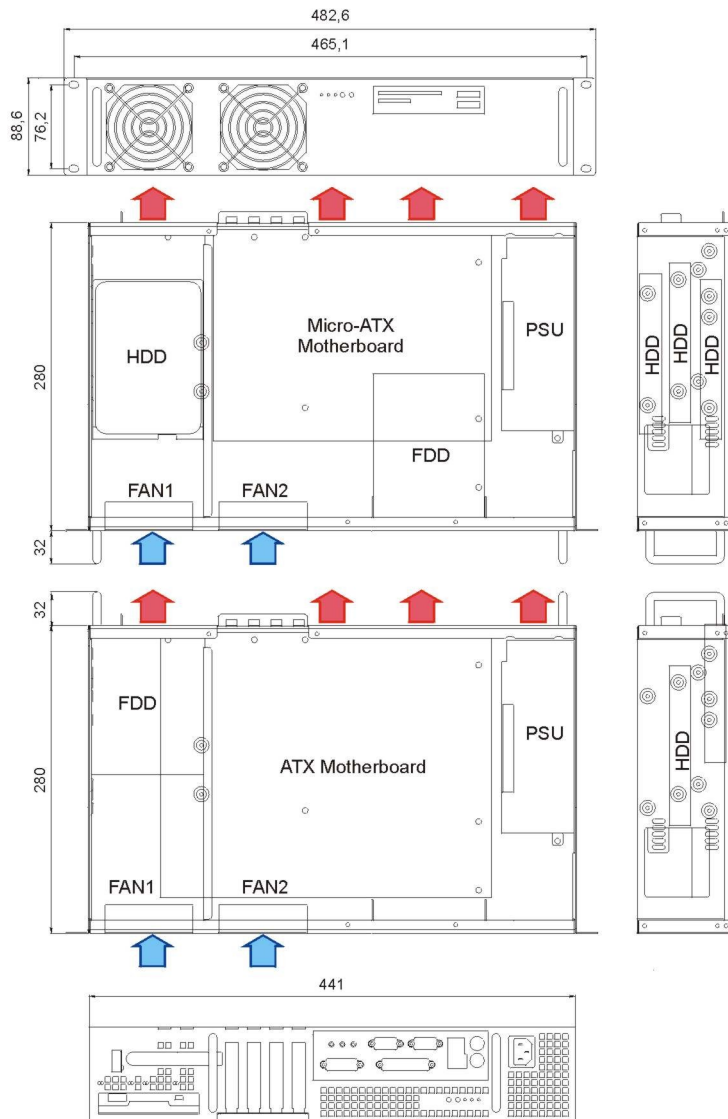 482,6
465,1
88,6
76,2
280
HDD
Micro-ATX
Motherboard
PSU
FDD
FAN1
FAN2
32
HDD
HDD
HDD
32
280
FDD
ATX Motherboard
PSU
FAN1
FAN2
HDD
441